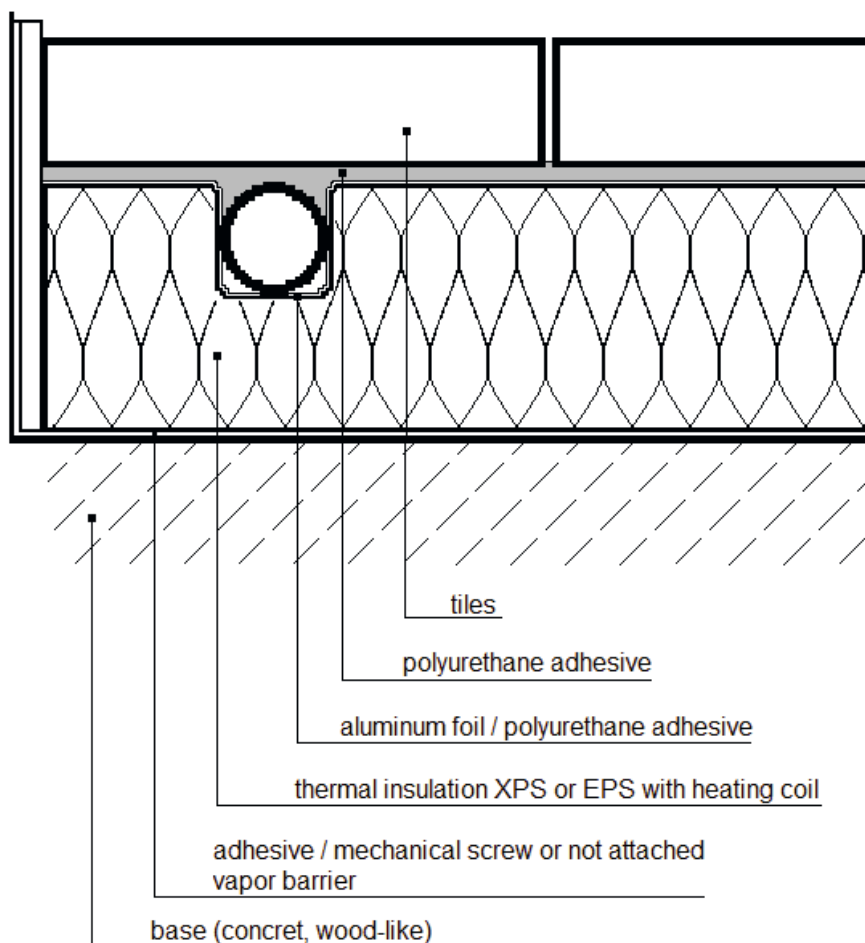 tiles
polyurethane adhesive
aluminum foil / polyurethane adhesive
thermal insulation XPS or EPS with heating coil
adhesive / mechanical screw or not attached
vapor barrier
base (concret, wood-like)